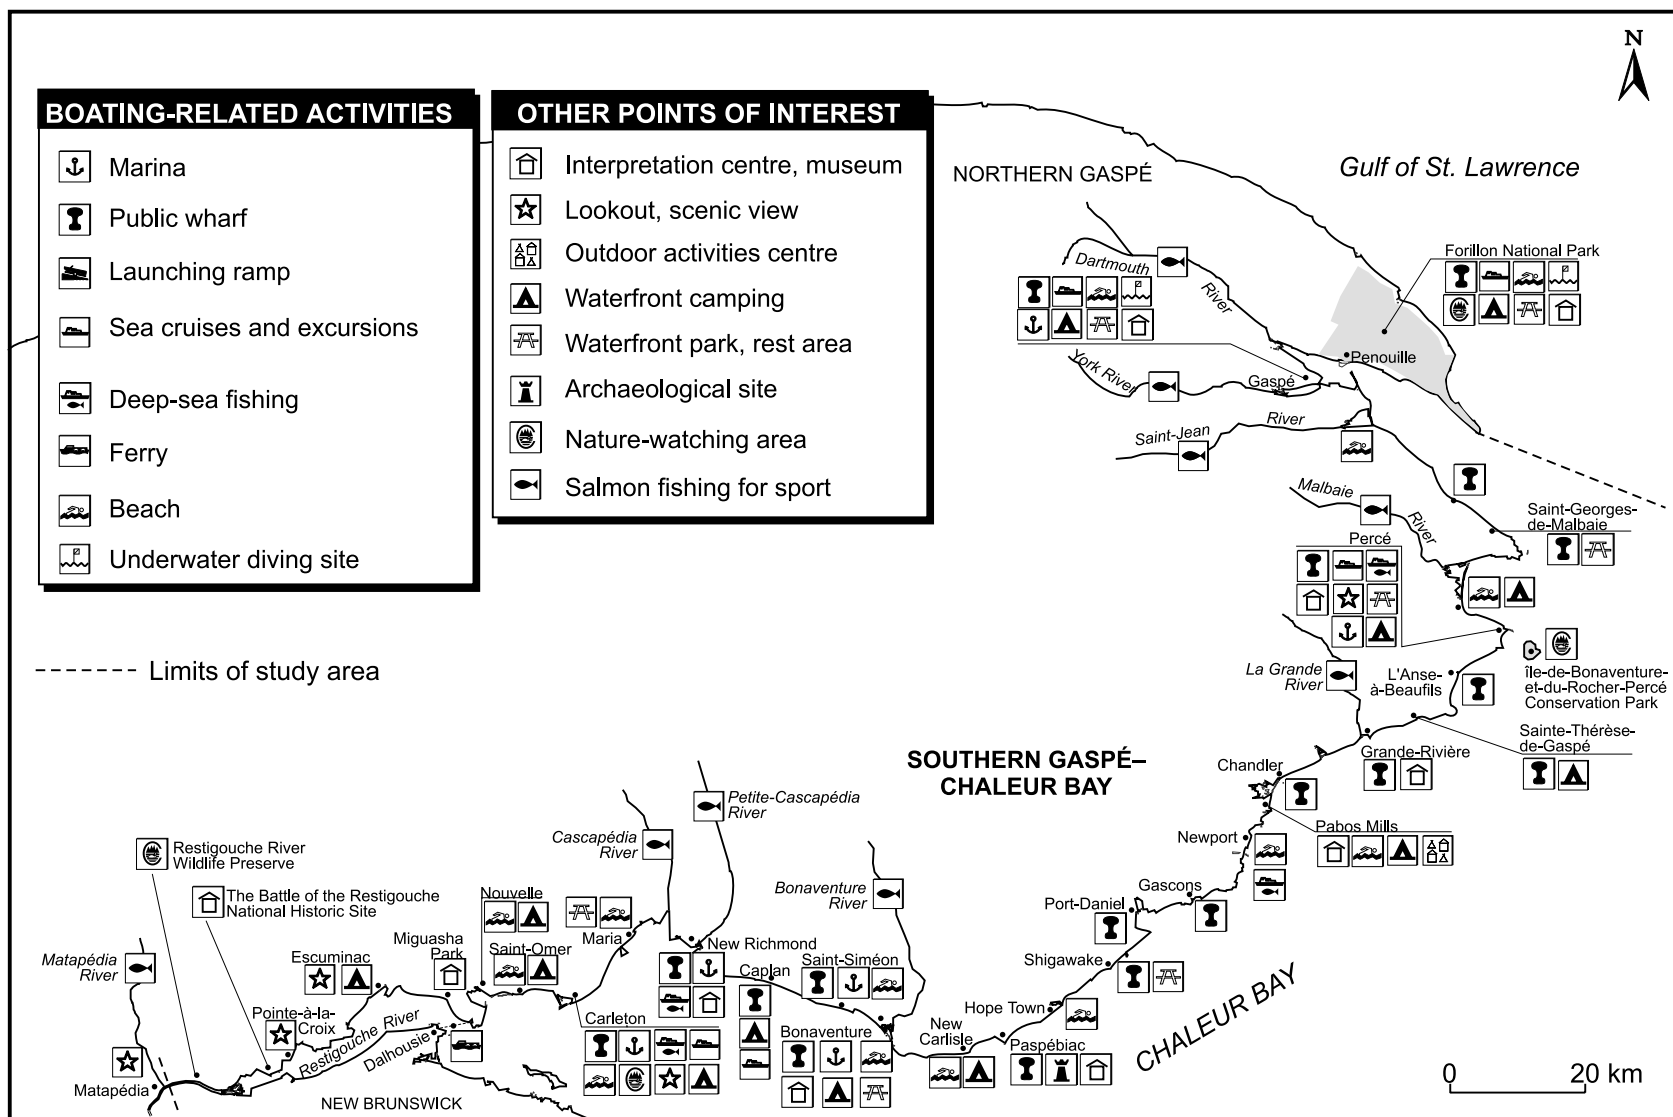 N
BOATING-RELATED ACTIVITIES
Marina
Public wharf
Launching ramp
Sea cruises and excursions
Deep-sea fishing
Ferry
Beach
Underwater diving site
OTHER POINTS OF INTEREST
Interpretation centre, museum
Lookout, scenic view
Outdoor activities centre
Waterfront camping
Waterfront park, rest area
Archaeological site
Nature-watching area
Salmon fishing for sport
Limits of study area
NORTHERN GASPÉ
Gulf of St. Lawrence
Forillon National Park
Dartmouth
River
Penouille
York River
Gaspé
Saint-Jean
River
Malbaie
River
Saint-Georges-
de-Malbaie
Percé
La Grande
River
L'Anse-
à-Beaufils
île-de-Bonaventure-
et-du-Rocher-Percé
Conservation Park
Sainte-Thérèse-
de-Gaspé
Grande-Rivière
SOUTHERN GASPÉ–
CHALEUR BAY
Chandler
Pabos Mills
Newport
Gascons
Port-Daniel
Shigawake
Hope Town
CHALEUR BAY
Paspébiac
New
Carlisle
Bonaventure
River
Saint-Siméon
Bonaventure
Caplan
New Richmond
Petite-Cascapédia
River
Cascapédia
River
Maria
Carleton
Saint-Omer
Nouvelle
Miguasha
Park
Escuminac
Restigouche River
Wildlife Preserve
The Battle of the Restigouche
National Historic Site
Matapédia
River
Pointe-à-la-
Croix
Restigouche River
Dalhousie
Matapédia
NEW BRUNSWICK
0 20 km